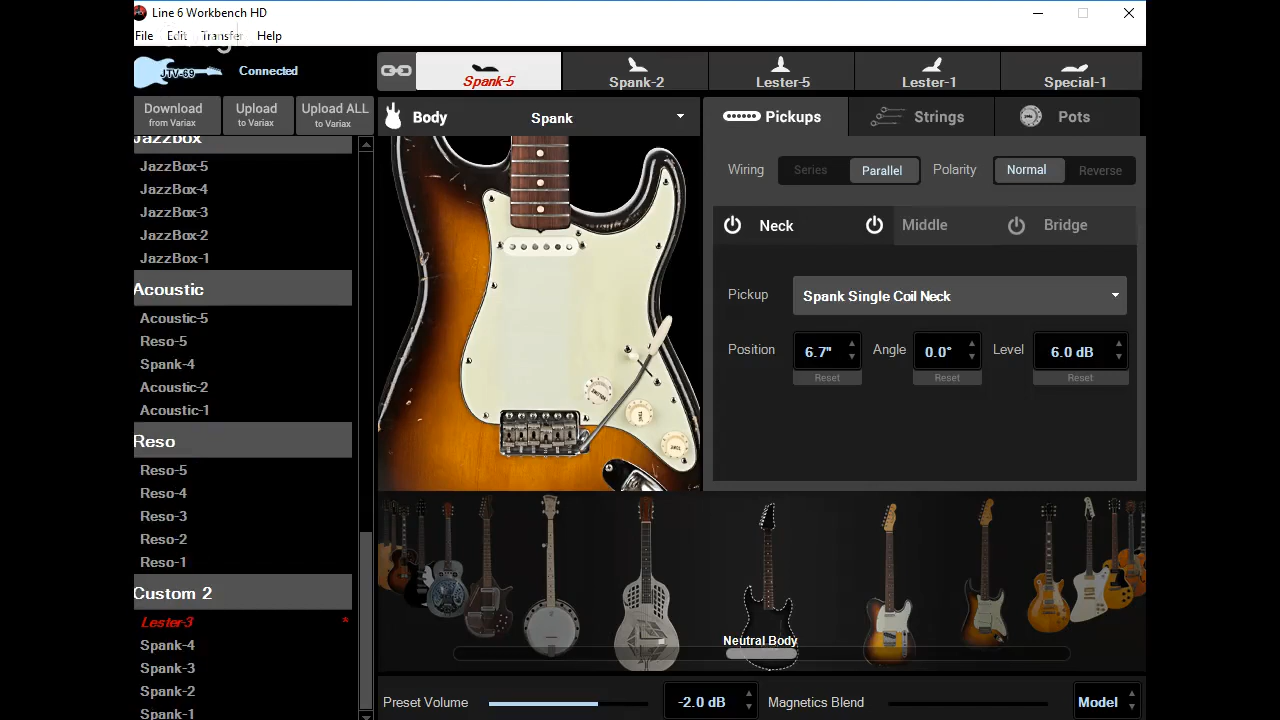 Line 6 Workbench HD
File Edit Transfer Help
Google
JTV-69
Connected
Spank-5
Spank-2
Lester-5
Lester-1
Special-1
Download
from Variax
Upload
to Variax
Upload ALL
to Variax
Body
Spank
Pickups
Strings
Pots
Jazzbox
JazzBox-5
JazzBox-4
JazzBox-3
JazzBox-2
JazzBox-1
Acoustic
Acoustic-5
Reso-5
Spank-4
Acoustic-2
Acoustic-1
Reso
Reso-5
Reso-4
Reso-3
Reso-2
Reso-1
Custom 2
Lester-3 *
Spank-4
Spank-3
Spank-2
Spank-1
Wiring Series Parallel Polarity Normal Reverse
Neck Middle Bridge
Pickup Spank Single Coil Neck
Position 6.7" Angle 0.0° Level 6.0 dB
Reset Reset Reset
Neutral Body
Preset Volume -2.0 dB Magnetics Blend Model